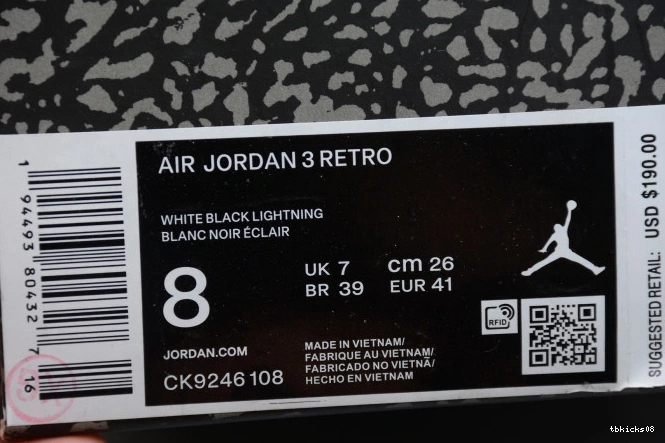 AIR JORDAN 3 RETRO
WHITE BLACK LIGHTNING
BLANC NOIR ÉCLAIR
8
UK 7 cm 26
BR 39 EUR 41
JORDAN.COM
CK9246 108
MADE IN VIETNAM/
FABRIQUE AU VIETNAM/
FABRICADO NO VIETNÃ/
HECHO EN VIETNAM
RFID
SUGGESTED RETAIL: USD $190.00
1 94493 80432 7 16
tbkicks08